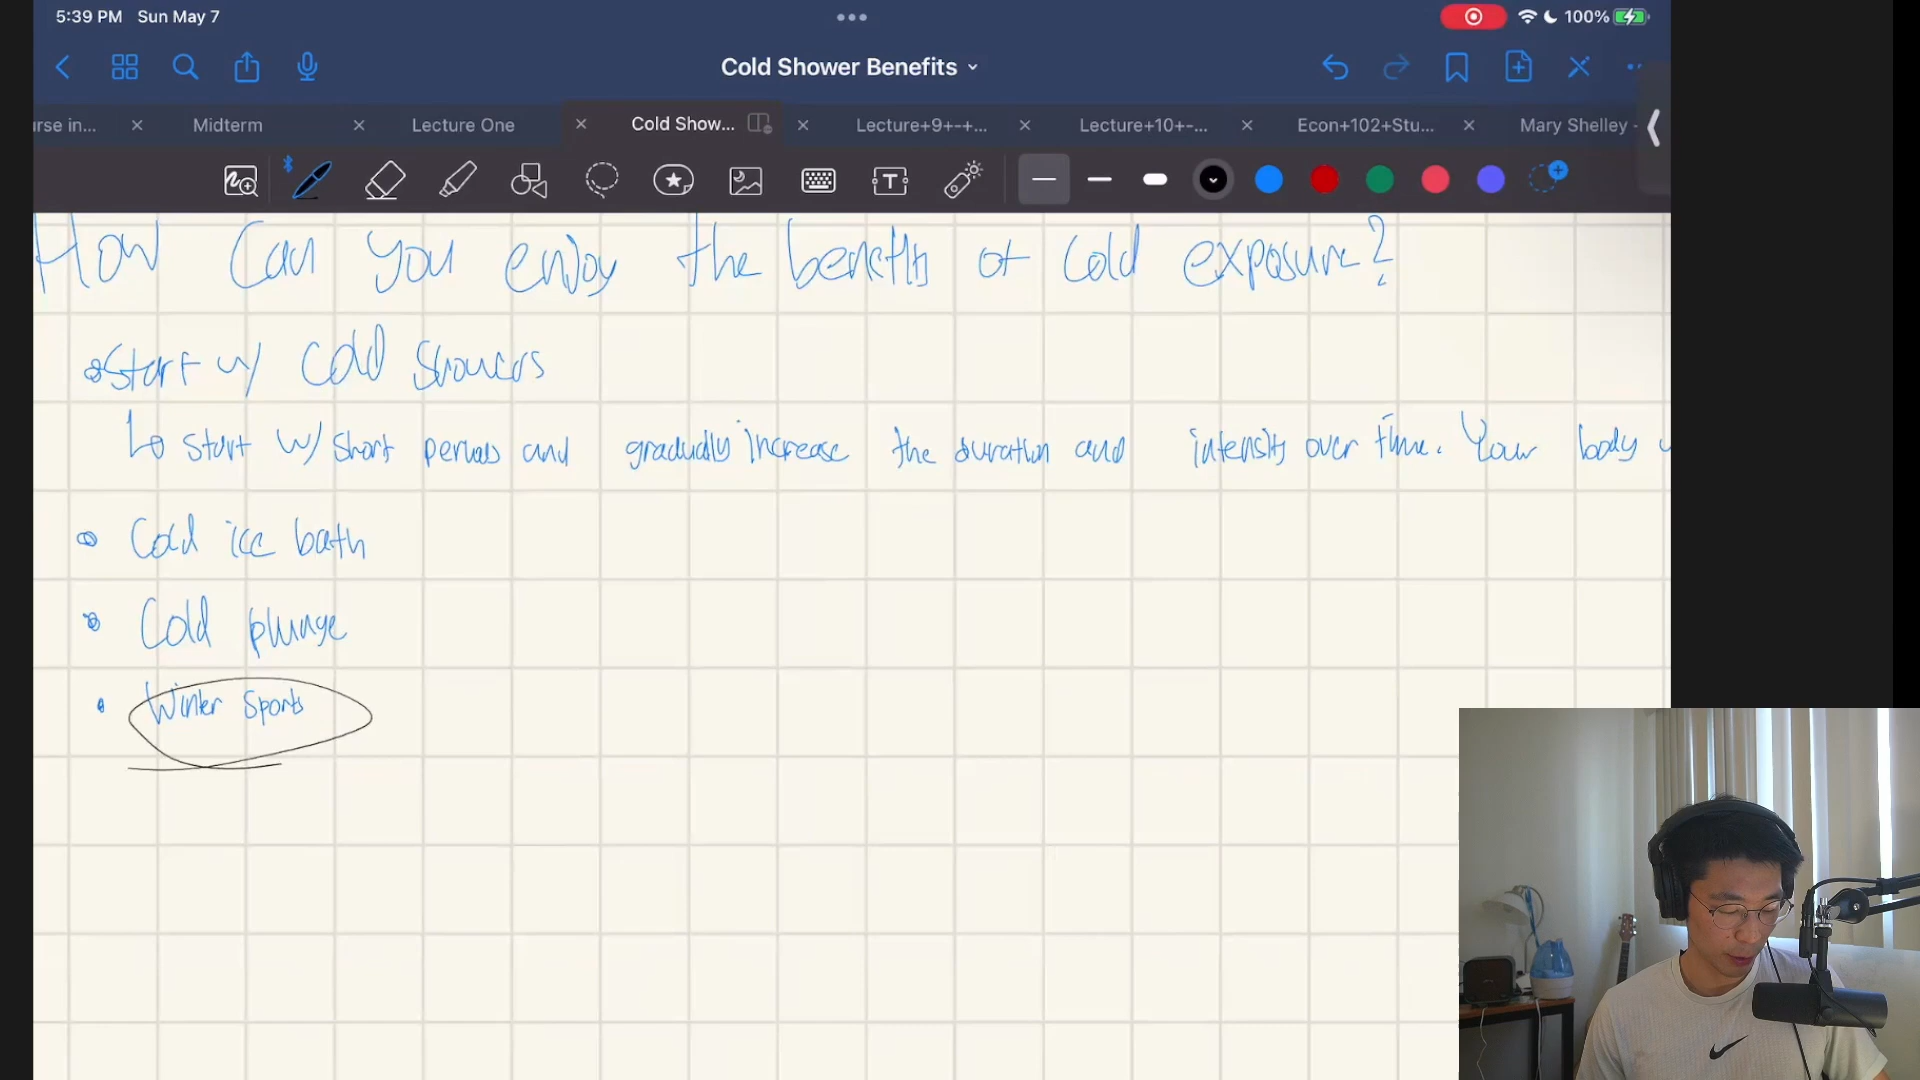 5:39 PM Sun May 7
100%
Cold Shower Benefits
rse in...
Midterm
Lecture One
Cold Show...
Lecture+9+-+...
Lecture+10+-...
Econ+102+Stu...
Mary Shelley -
T
How Can you enjoy the benefits of Cold exposure?
Start w/ Cold Showers
Start w/ short periods and gradually increase the duration and intensity over time. Your body
Cold ice bath
Cold plunge
Winter Sports